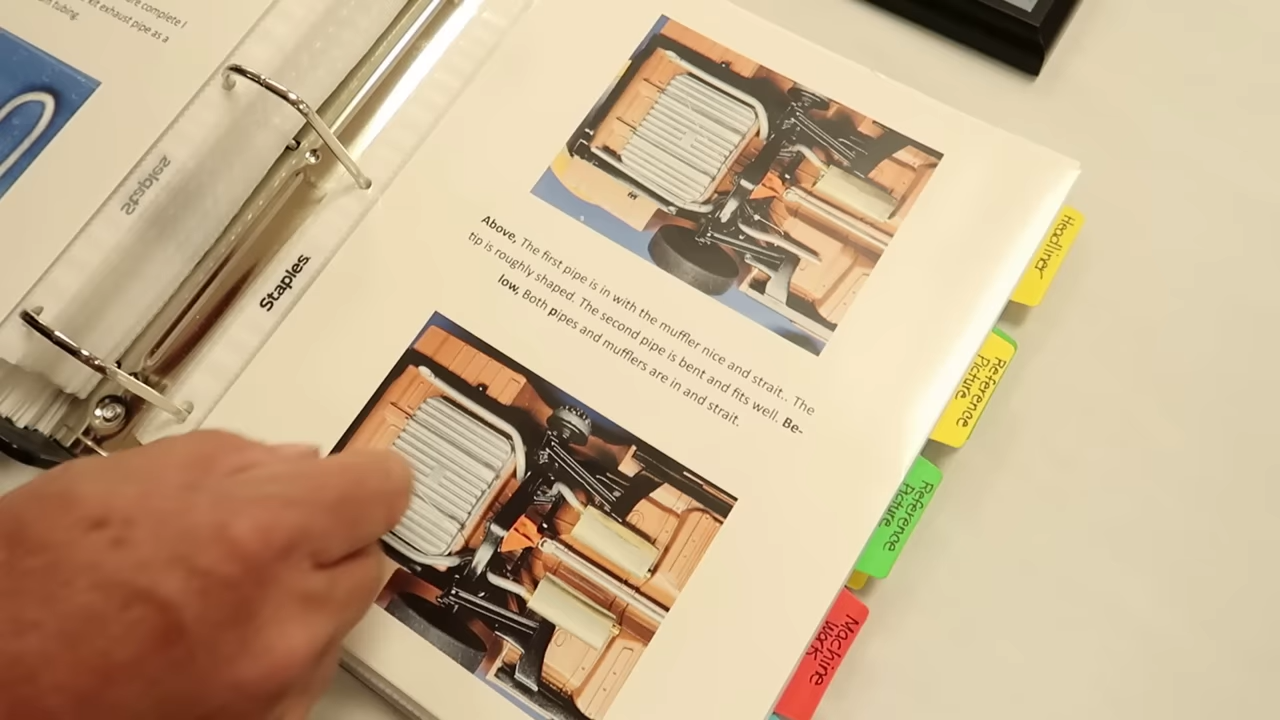 are complete I
kit exhaust pipe as a
tubing.
Staples
Staples
Above, The first pipe is in with the muffler nice and strait.. The
tip is roughly shaped. The second pipe is bent and fits well. Be-
low, Both pipes and mufflers are in and strait.
Headliner
Reference
Picture
Reference
Picture
Machine
Work